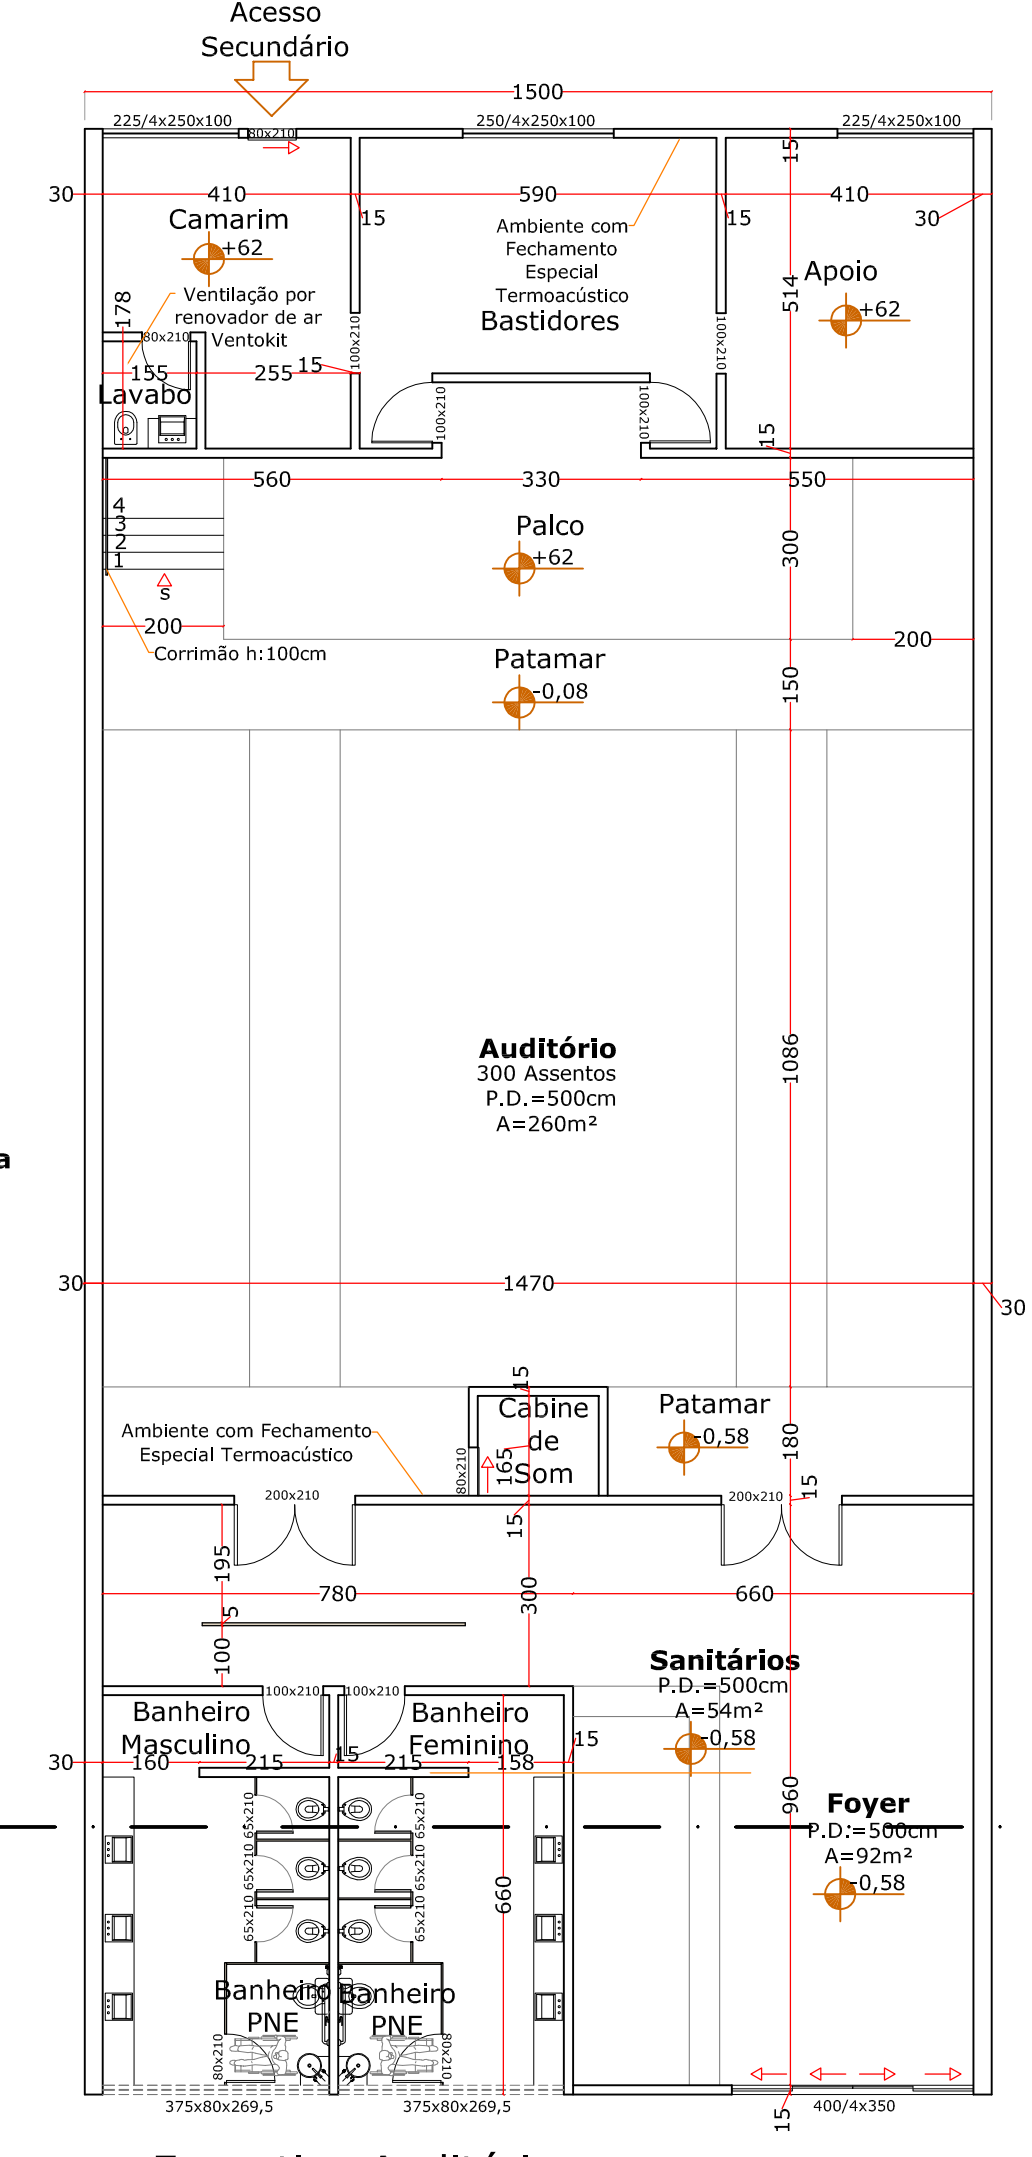 Acesso
Secundário
1500
225/4x250x100
80x210
250/4x250x100
225/4x250x100
15
30
410
590
410
15
15
30
Camarim
+62
Ambiente com
Fechamento
Especial
Termoacústico
Bastidores
Apoio
+62
514
178
Ventilação por
renovador de ar
Ventokit
80x210
100x210
100x210
155
255
15
Lavabo
100x210
100x210
15
560
330
550
4
3
2
1
s
Palco
+62
300
200
Corrimão h:100cm
200
Patamar
-0,08
150
Auditório
300 Assentos
P.D.=500cm
A=260m²
1086
a
30
1470
30
15
Cabine
de
Som
165
80x210
Patamar
-0,58
180
Ambiente com Fechamento
Especial Termoacústico
200x210
200x210
15
15
195
780
300
660
5
100
Sanitários
P.D.=500cm
A=54m²
-0,58
100x210
100x210
Banheiro
Masculino
Banheiro
Feminino
15
30
160
215
15
215
158
960
Foyer
P.D.=500cm
A=92m²
-0,58
65x210
65x210
65x210
65x210
65x210
65x210
660
Banheiro
PNE
Banheiro
PNE
80x210
80x210
375x80x269,5
375x80x269,5
15
400/4x350